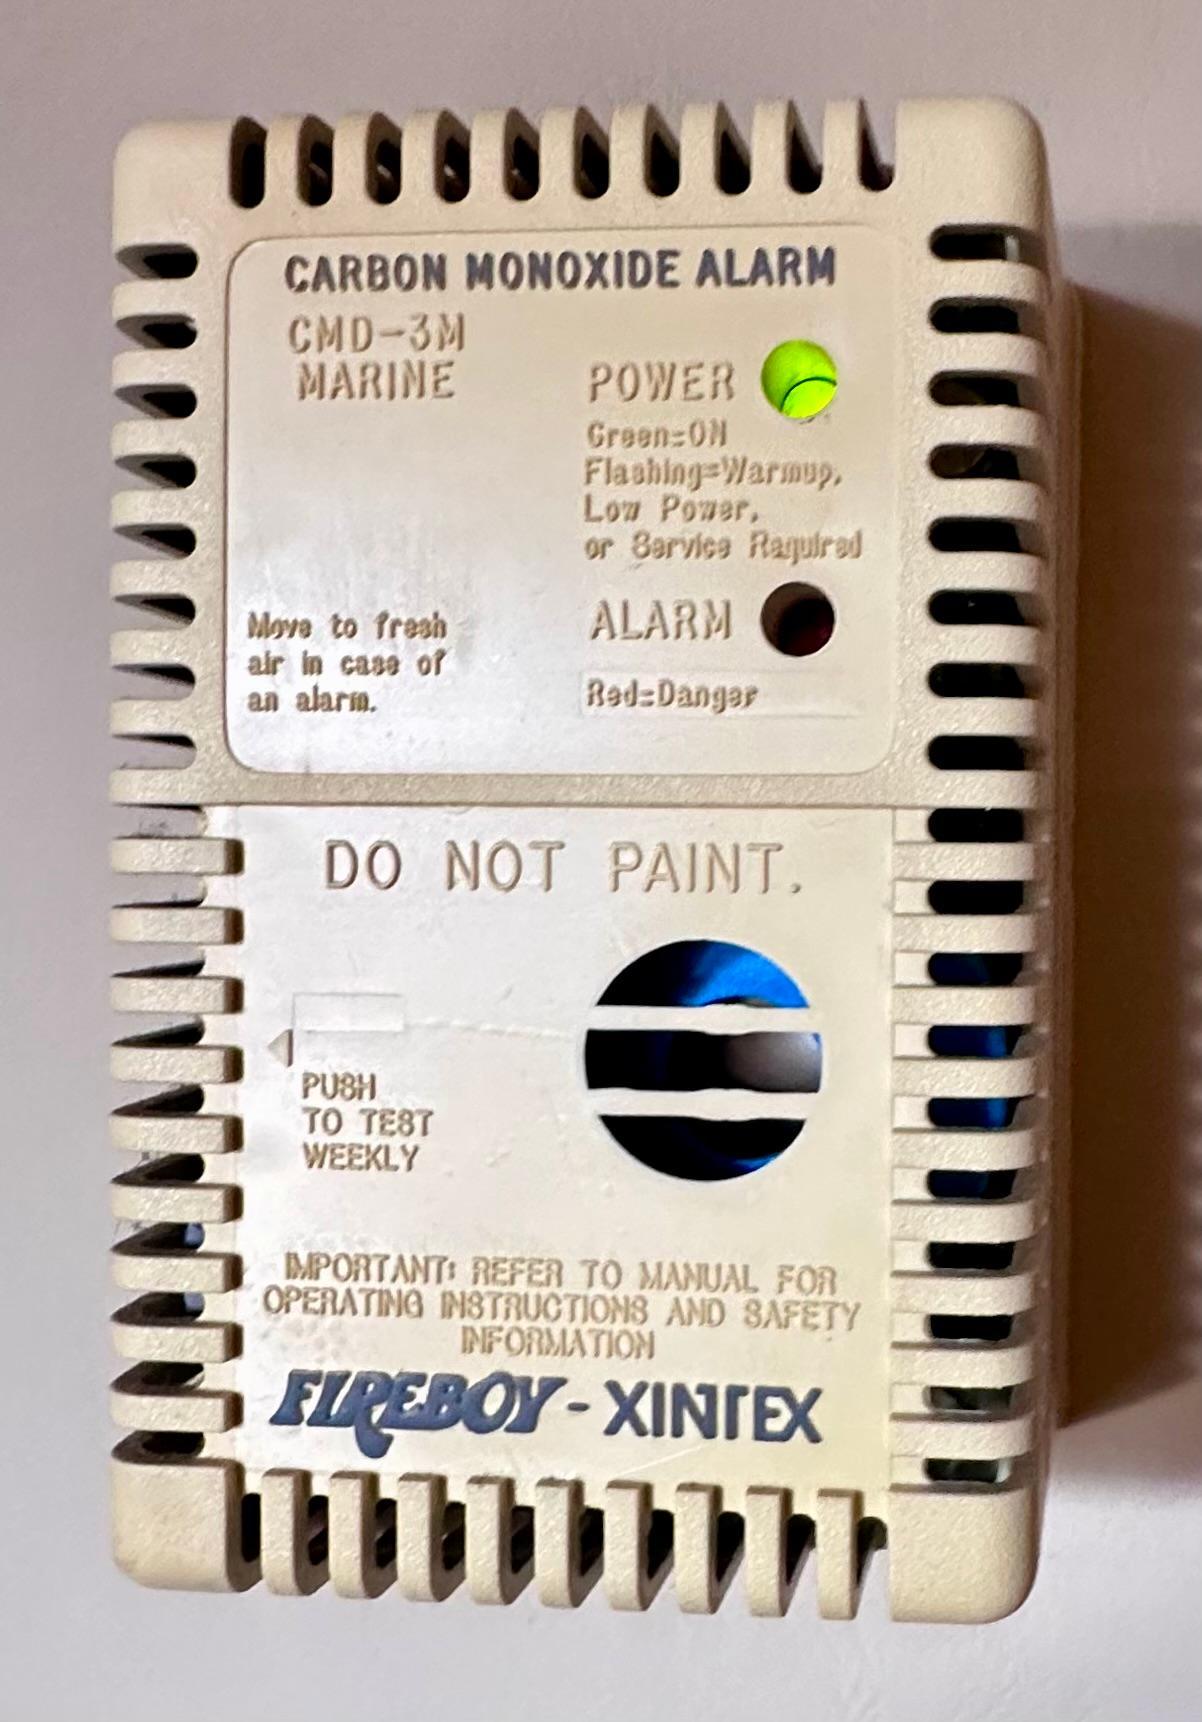 CARBON MONOXIDE ALARM
CMD-3M
MARINE
POWER
Green=ON
Flashing=Warmup,
Low Power,
or Service Required
Move to fresh
air in case of
an alarm.
ALARM
Red=Danger
DO NOT PAINT.
PUSH
TO TEST
WEEKLY
IMPORTANT: REFER TO MANUAL FOR
OPERATING INSTRUCTIONS AND SAFETY
INFORMATION
FIREBOY - XINTEX